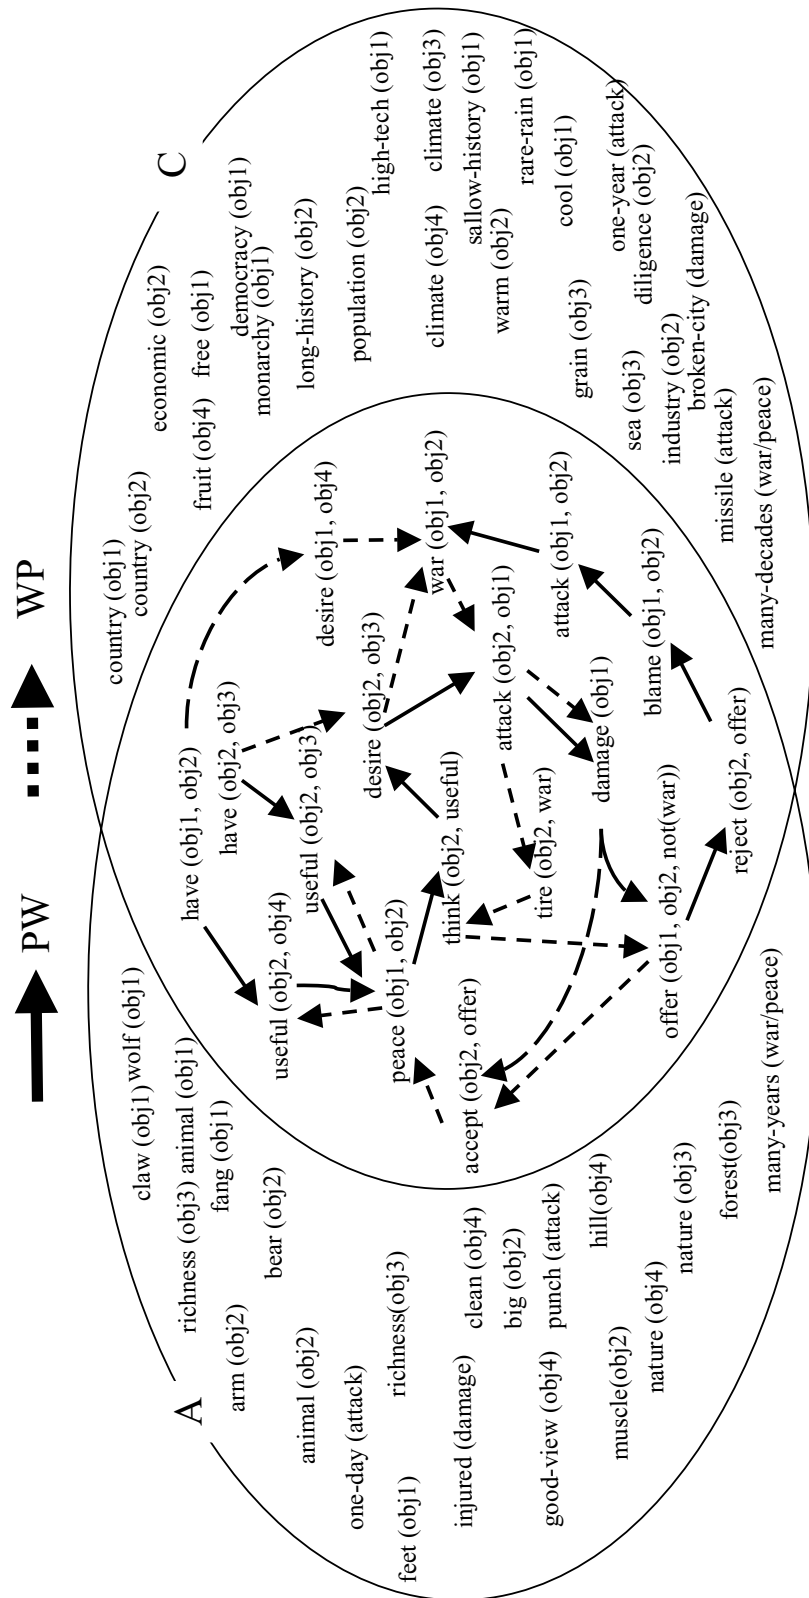 PW
WP
A
C
claw (obj1)
wolf (obj1)
richness (obj3)
animal (obj1)
fang (obj1)
arm (obj2)
bear (obj2)
animal (obj2)
one-day (attack)
richness(obj3)
feet (obj1)
injured (damage)
clean (obj4)
big (obj2)
good-view (obj4)
punch (attack)
hill(obj4)
muscle(obj2)
nature (obj4)
nature (obj3)
forest(obj3)
many-years (war/peace)
have (obj1, obj2)
have (obj2, obj3)
useful (obj2, obj4)
useful (obj2, obj3)
desire (obj1, obj4)
desire (obj2, obj3)
peace (obj1, obj2)
war (obj1, obj2)
think (obj2, useful)
accept (obj2, offer)
attack (obj2, obj1)
tire (obj2, war)
attack (obj1, obj2)
damage (obj1)
offer (obj1, obj2, not(war))
blame (obj1, obj2)
reject (obj2, offer)
country (obj1)
country (obj2)
economic (obj2)
fruit (obj4)
free (obj1)
democracy (obj1)
monarchy (obj1)
long-history (obj2)
population (obj2)
high-tech (obj1)
climate (obj4)
climate (obj3)
sallow-history (obj1)
warm (obj2)
rare-rain (obj1)
cool (obj1)
grain (obj3)
one-year (attack)
sea (obj3)
diligence (obj2)
industry (obj2)
broken-city (damage)
missile (attack)
many-decades (war/peace)